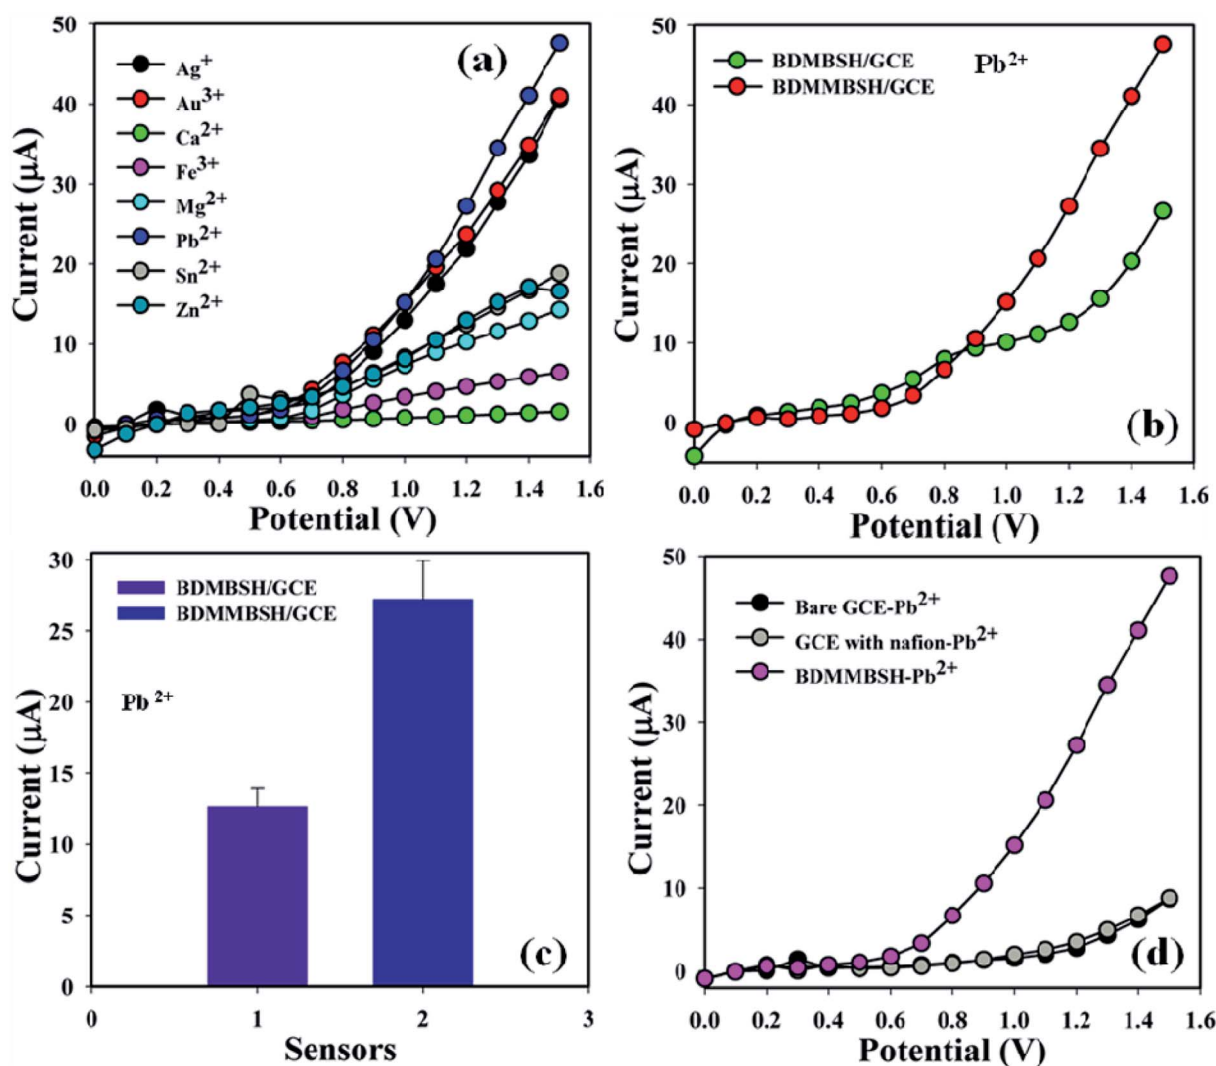 50
40
30
20
10
0
Current (µA)
(a)
Ag+
Au3+
Ca2+
Fe3+
Mg2+
Pb2+
Sn2+
Zn2+
0.0 0.2 0.4 0.6 0.8 1.0 1.2 1.4 1.6
Potential (V)
50
40
30
20
10
0
Current (µA)
BDMBSH/GCE
BDMMBSH/GCE
Pb2+
(b)
0.0 0.2 0.4 0.6 0.8 1.0 1.2 1.4 1.6
Potential (V)
30
25
20
15
10
5
0
Current (µA)
BDMBSH/GCE
BDMMBSH/GCE
Pb 2+
(c)
0 1 2 3
Sensors
50
40
30
20
10
0
Current (µA)
Bare GCE-Pb2+
GCE with nafion-Pb2+
BDMMBSH-Pb2+
(d)
0.0 0.2 0.4 0.6 0.8 1.0 1.2 1.4 1.6
Potential (V)